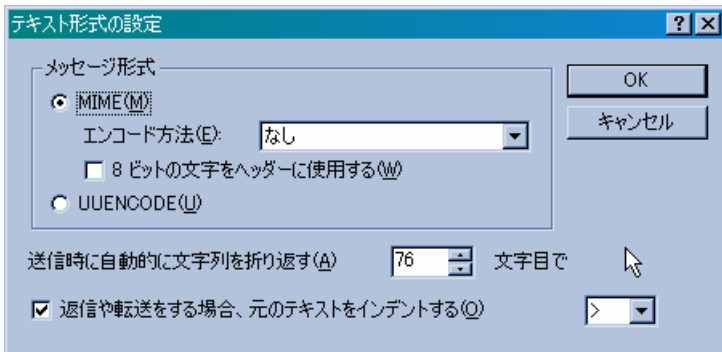 テキスト形式の設定
メッセージ形式
OK
MIME(M)
エンコード方法(E): なし
キャンセル
8 ビットの文字をヘッダーに使用する(W)
UUENCODE(U)
送信時に自動的に文字列を折り返す(A) 76 文字目で
返信や転送をする場合、元のテキストをインデントする(O) >